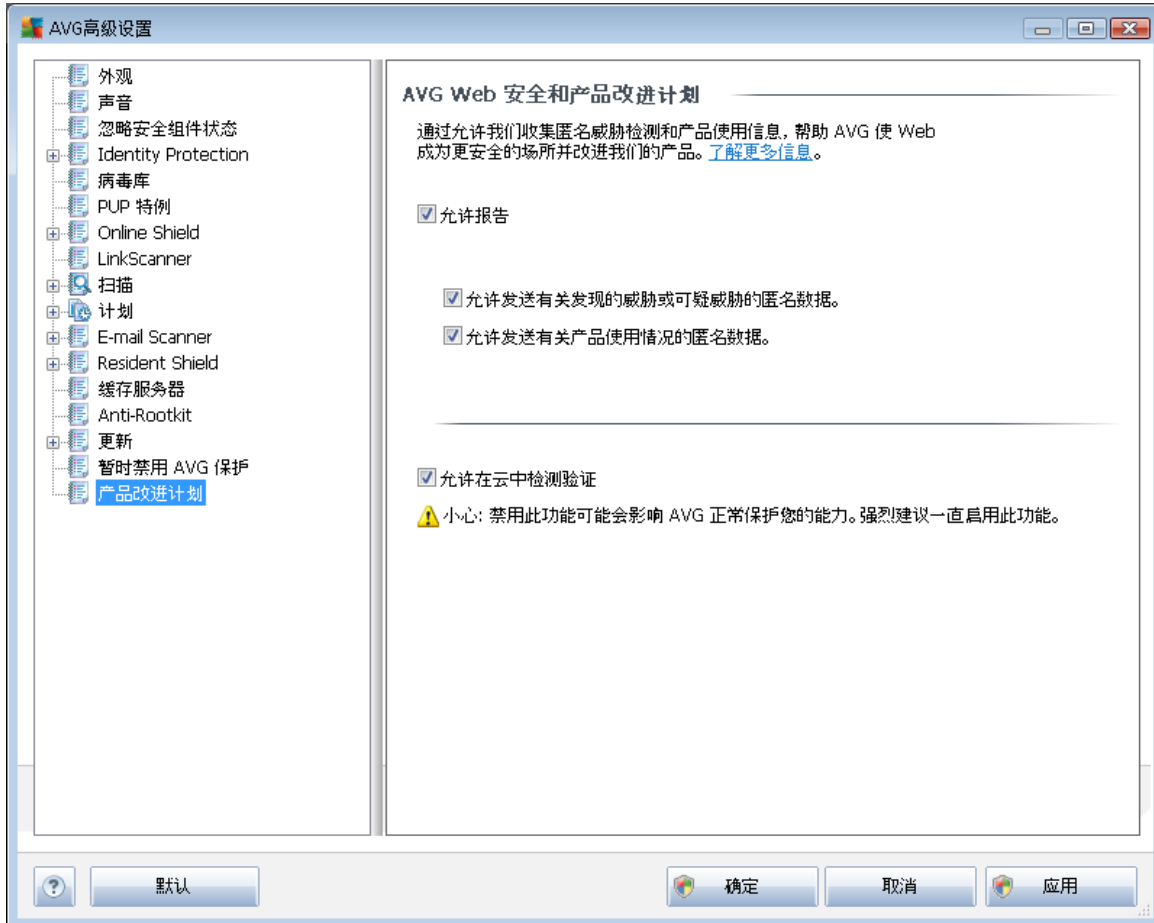 AVG高级设置
外观
声音
忽略安全组件状态
Identity Protection
病毒库
PUP 特例
Online Shield
LinkScanner
扫描
计划
E-mail Scanner
Resident Shield
缓存服务器
Anti-Rootkit
更新
暂时禁用 AVG 保护
产品改进计划
AVG Web 安全和产品改进计划
通过允许我们收集匿名威胁检测和产品使用信息, 帮助 AVG 使 Web
成为更安全的场所并改进我们的产品。了解更多信息。
允许报告
允许发送有关发现的威胁或可疑威胁的匿名数据。
允许发送有关产品使用情况的匿名数据。
允许在云中检测验证
小心: 禁用此功能可能会影响 AVG 正常保护您的能力。强烈建议一直启用此功能。
?
默认
确定
取消
应用